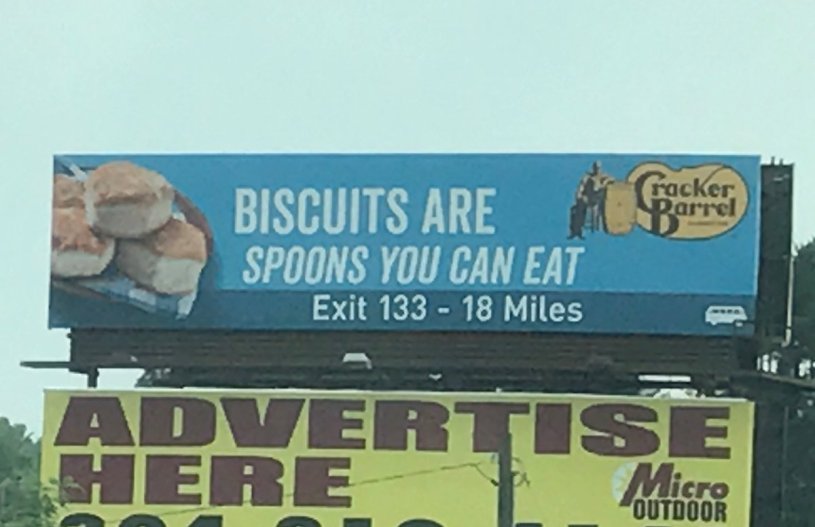 BISCUITS ARE
SPOONS YOU CAN EAT
Exit 133 - 18 Miles
Cracker
Barrel
ADVERTISE
HERE
Micro
OUTDOOR